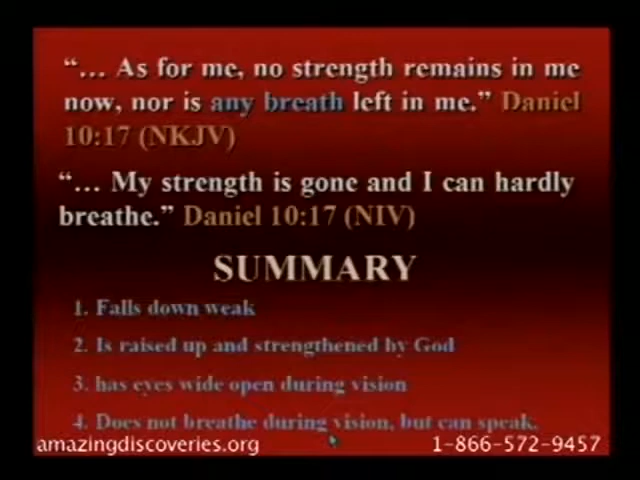 “... As for me, no strength remains in me
now, nor is any breath left in me.” Daniel
10:17 (NKJV)
“... My strength is gone and I can hardly
breathe.” Daniel 10:17 (NIV)
SUMMARY
1. Falls down weak
2. Is raised up and strengthened by God
3. has eyes wide open during vision
4. Does not breathe during vision, but can speak.
amazingdiscoveries.org 1-866-572-9457